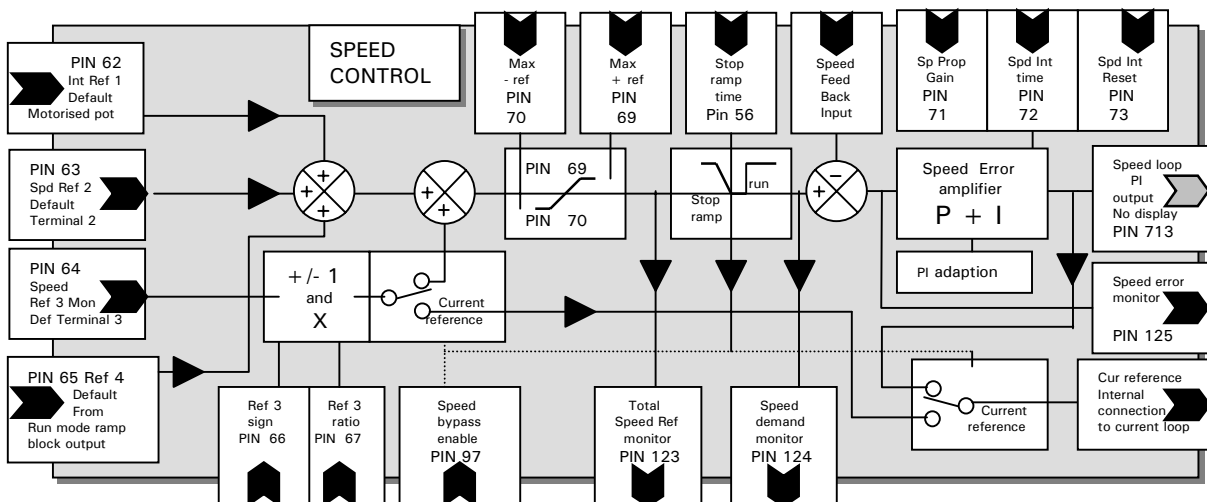 SPEED
CONTROL
PIN 62
Int Ref 1
Default
Motorised pot
PIN 63
Spd Ref 2
Default
Terminal 2
PIN 64
Speed
Ref 3 Mon
Def Terminal 3
PIN 65 Ref 4
Default
From
Run mode ramp
block output
Max
- ref
PIN
70
Max
+ ref
PIN
69
Stop
ramp
time
Pin 56
Speed
Feed
Back
Input
Sp Prop
Gain
PIN
71
Spd Int
time
PIN
72
Spd Int
Reset
PIN
73
+
+
+
+
+
PIN 69
PIN 70
run
Stop
ramp
-
+
Speed Error
amplifier
P + I
PI adaption
Speed loop
PI
output
No display
PIN 713
Speed error
monitor
PIN 125
+/- 1
and
X
Current
reference
Current
reference
Cur reference
Internal
connection
to current loop
Ref 3
sign
PIN 66
Ref 3
ratio
PIN 67
Speed
bypass
enable
PIN 97
Total
Speed Ref
monitor
PIN 123
Speed
demand
monitor
PIN 124